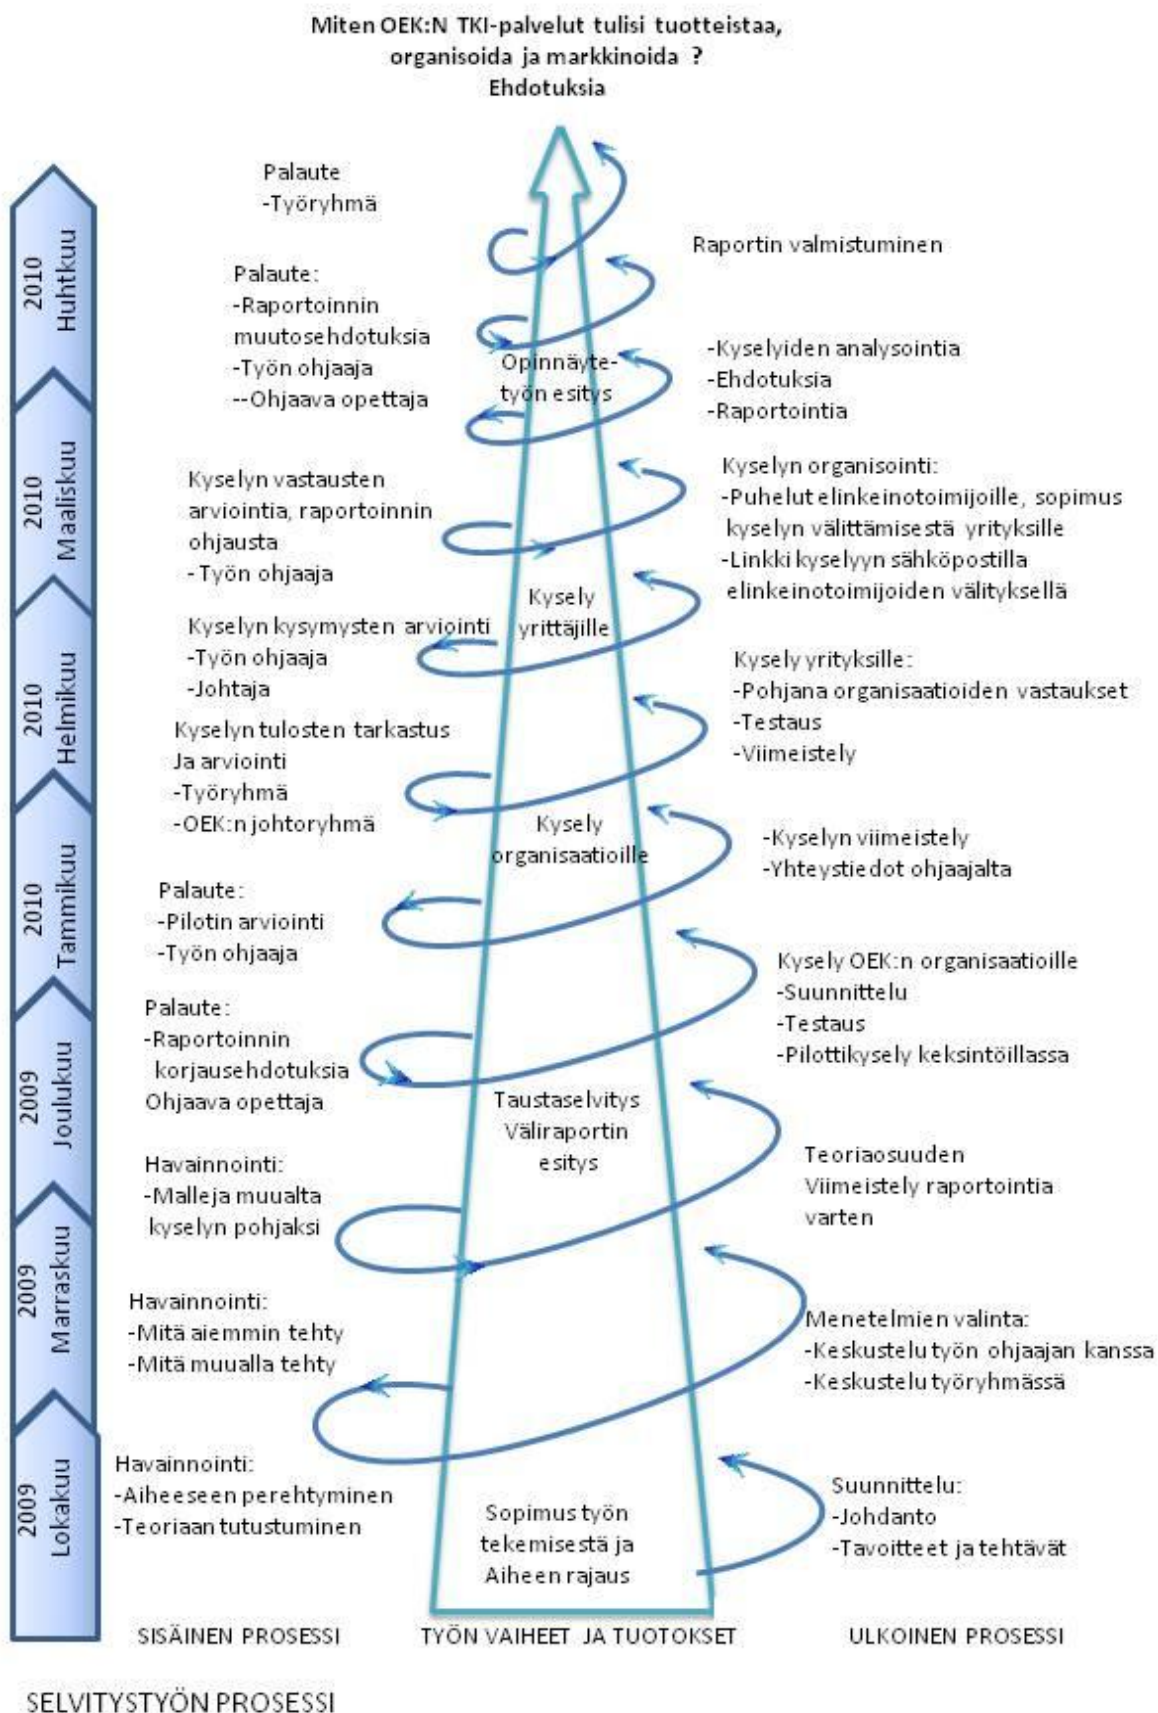 Miten OEK:N TKI-palvelut tulisi tuotteistaa,
organisoida ja markkinoida ?
Ehdotuksia
2010
Huhtkuu
2010
Maaliskuu
2010
Helmikuu
2010
Tammikuu
2009
Joulukuu
2009
Marraskuu
2009
Lokakuu
Palaute
-Työryhmä
Palaute:
-Raportoinnin
muutosehdotuksia
-Työn ohjaaja
--Ohjaava opettaja
Kyselyn vastausten
arviointia, raportoinnin
ohjausta
- Työn ohjaaja
Kyselyn kysymysten arviointi
-Työn ohjaaja
-Johtaja
Kyselyn tulosten tarkastus
Ja arviointi
-Työryhmä
-OEK:n johtoryhmä
Palaute:
-Pilotin arviointi
-Työn ohjaaja
Palaute:
-Raportoinnin
korjausehdotuksia
Ohjaava opettaja
Havainnointi:
-Malleja muualta
kyselyn pohjaksi
Havainnointi:
-Mitä aiemmin tehty
-Mitä muualla tehty
Havainnointi:
-Aiheeseen perehtyminen
-Teoriaan tutustuminen
Opinnäyte-
työn esitys
Kysely
yrittäjille
Kysely
organisaatioille
Taustaselvitys
Väliraportin
esitys
Sopimus työn
tekemisestä ja
Aiheen rajaus
Raportin valmistuminen
-Kyselyiden analysointia
-Ehdotuksia
-Raportointia
Kyselyn organisointi:
-Puhelut elinkeinotoimijoille, sopimus
kyselyn välittämisestä yrityksille
-Linkki kyselyyn sähköpostilla
elinkeinotoimijoiden välityksellä
Kysely yrityksille:
-Pohjana organisaatioiden vastaukset
-Testaus
-Viimeistely
-Kyselyn viimeistely
-Yhteystiedot ohjaajalta
Kysely OEK:n organisaatioille
-Suunnittelu
-Testaus
-Pilottikysely keksintöillassa
Teoriaosuuden
Viimeistely raportointia
varten
Menetelmien valinta:
-Keskustelu työn ohjaajan kanssa
-Keskustelu työryhmässä
Suunnittelu:
-Johdanto
-Tavoitteet ja tehtävät
SISÄINEN PROSESSI
TYÖN VAIHEET JA TUOTOKSET
ULKOINEN PROSESSI
SELVITYSTYÖN PROSESSI